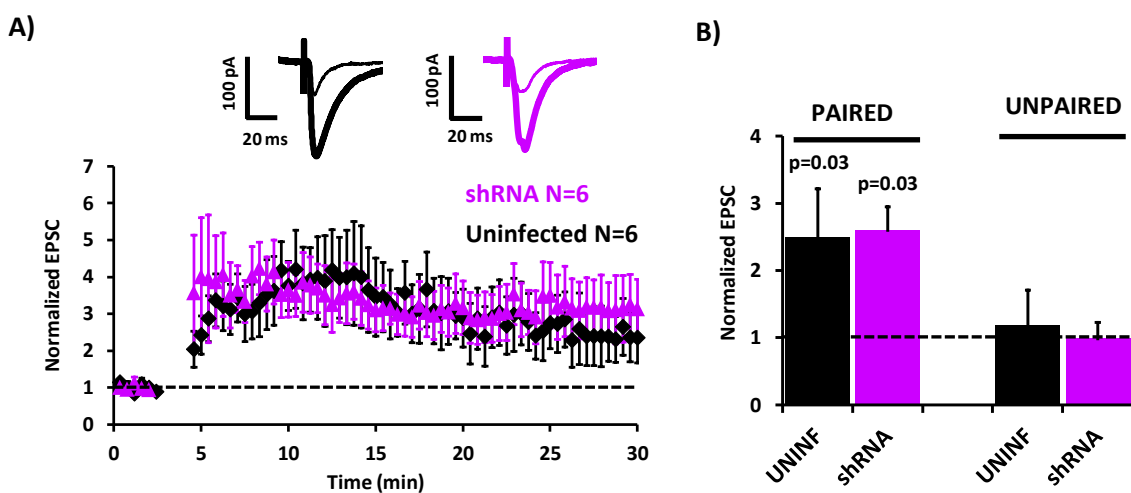 A)
100 pA
20 ms
100 pA
20 ms
shRNA N=6
Uninfected N=6
Normalized EPSC
7
6
5
4
3
2
1
0
0 5 10 15 20 25 30
Time (min)
B)
PAIRED
UNPAIRED
p=0.03
p=0.03
Normalized EPSC
4
3
2
1
0
UNINF
shRNA
UNINF
shRNA